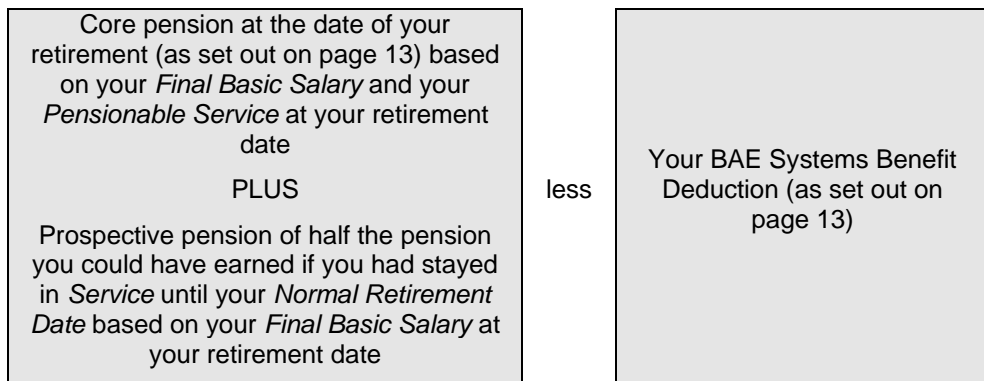 Core pension at the date of your
retirement (as set out on page 13) based
on your Final Basic Salary and your
Pensionable Service at your retirement
date
PLUS
Prospective pension of half the pension
you could have earned if you had stayed
in Service until your Normal Retirement
Date based on your Final Basic Salary at
your retirement date
less
Your BAE Systems Benefit
Deduction (as set out on
page 13)